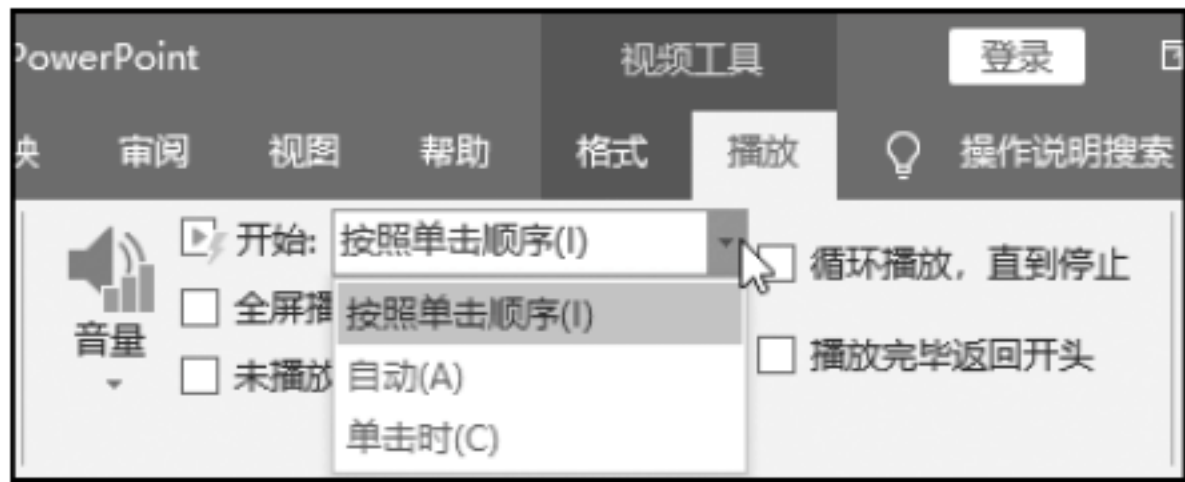 PowerPoint 视频工具 登录
审阅 视图 帮助 格式 播放 操作说明搜索
音量
开始: 按照单击顺序(I)
全屏播
未播放
按照单击顺序(I)
自动(A)
单击时(C)
循环播放，直到停止
播放完毕返回开头